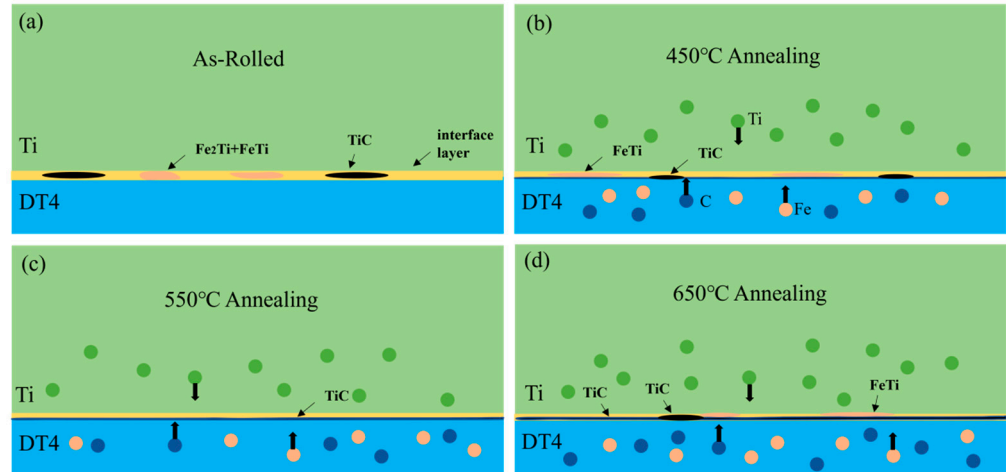 (a)
As-Rolled
Ti
Fe₂Ti+FeTi
TiC
interface
layer
DT4
(b)
450℃ Annealing
Ti
FeTi
TiC
DT4
C
Fe
(c)
550℃ Annealing
Ti
TiC
DT4
(d)
650℃ Annealing
Ti
TiC
TiC
FeTi
DT4